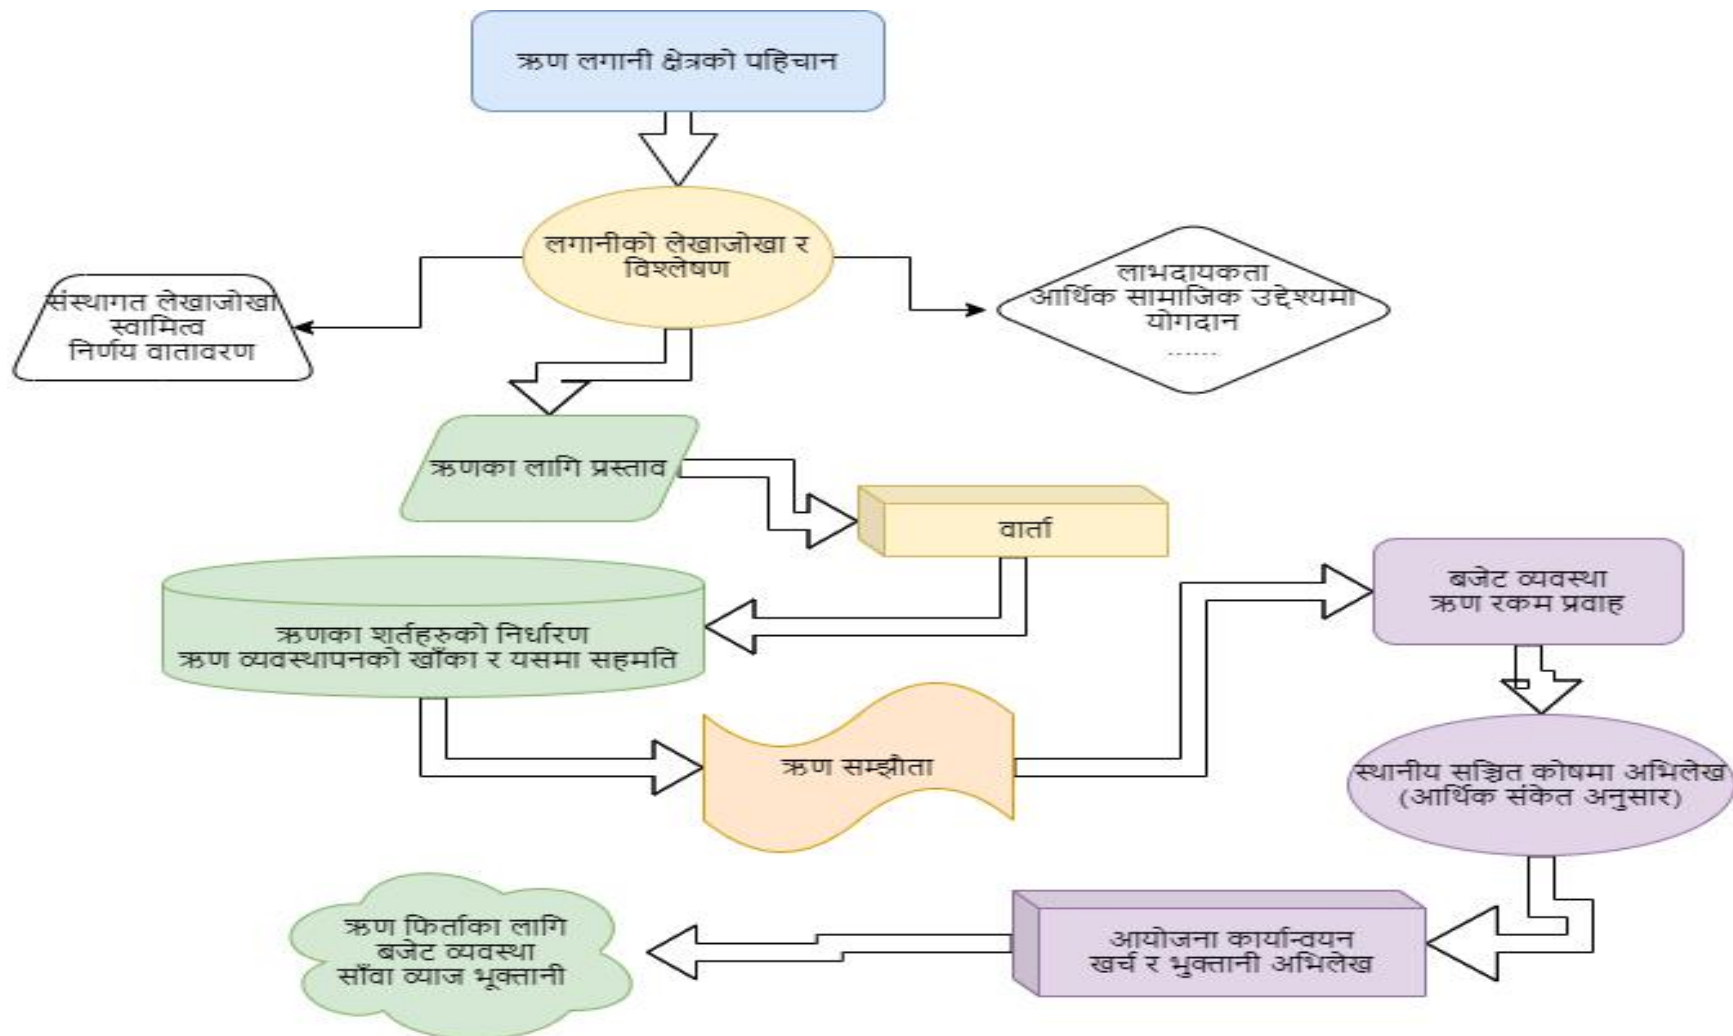 ऋण लगानी क्षेत्रको पहिचान
लगानीको लेखाजोखा र
विश्लेषण
संस्थागत लेखाजोखा
स्वामित्व
निर्णय वातावरण
लाभदायकता
आर्थिक सामाजिक उद्देश्यमा
योगदान
......
ऋणका लागि प्रस्ताव
वार्ता
ऋणका शर्तहरुको निर्धारण
ऋण व्यवस्थापनको खाँका र यसमा सहमति
ऋण सम्झौता
बजेट व्यवस्था
ऋण रकम प्रवाह
स्थानीय सञ्चित कोषमा अभिलेख
(आर्थिक संकेत अनुसार)
आयोजना कार्यान्वयन
खर्च र भुक्तानी अभिलेख
ऋण फिर्ताका लागि
बजेट व्यवस्था
साँवा व्याज भूक्तानी